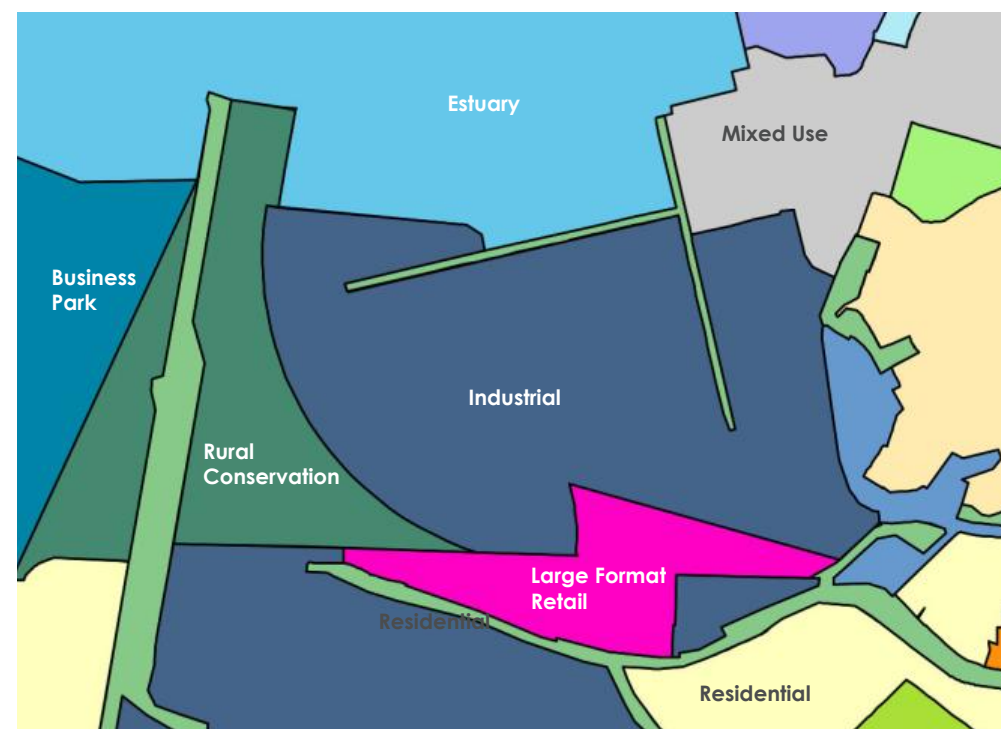 Estuary
Mixed Use
Business
Park
Industrial
Rural
Conservation
Large Format
Retail
Residential
Residential